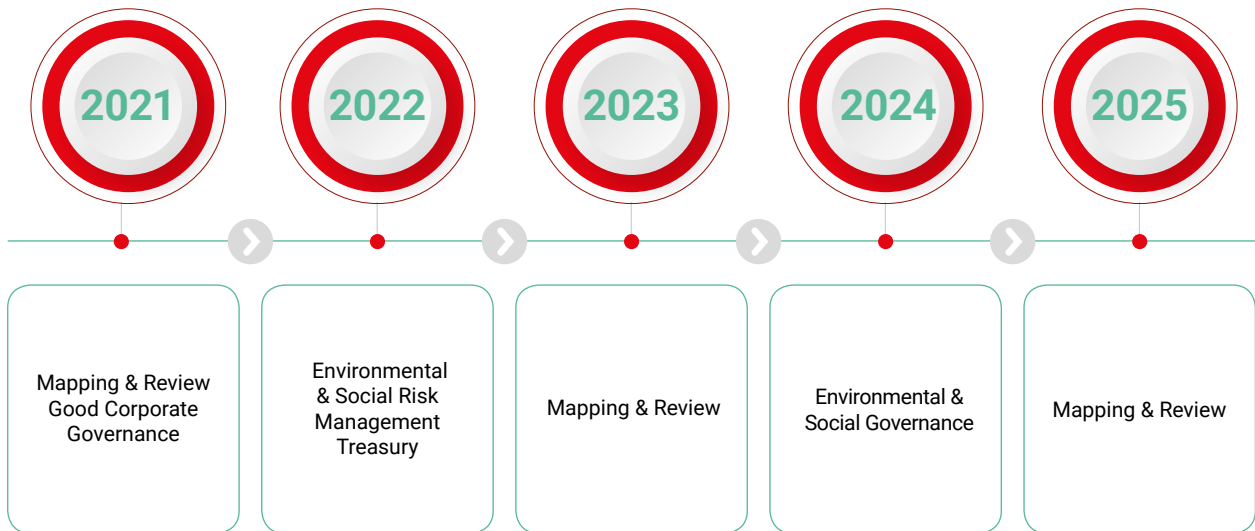 2021
2022
2023
2024
2025
Mapping & Review
Good Corporate
Governance
Environmental
& Social Risk
Management
Treasury
Mapping & Review
Environmental &
Social Governance
Mapping & Review